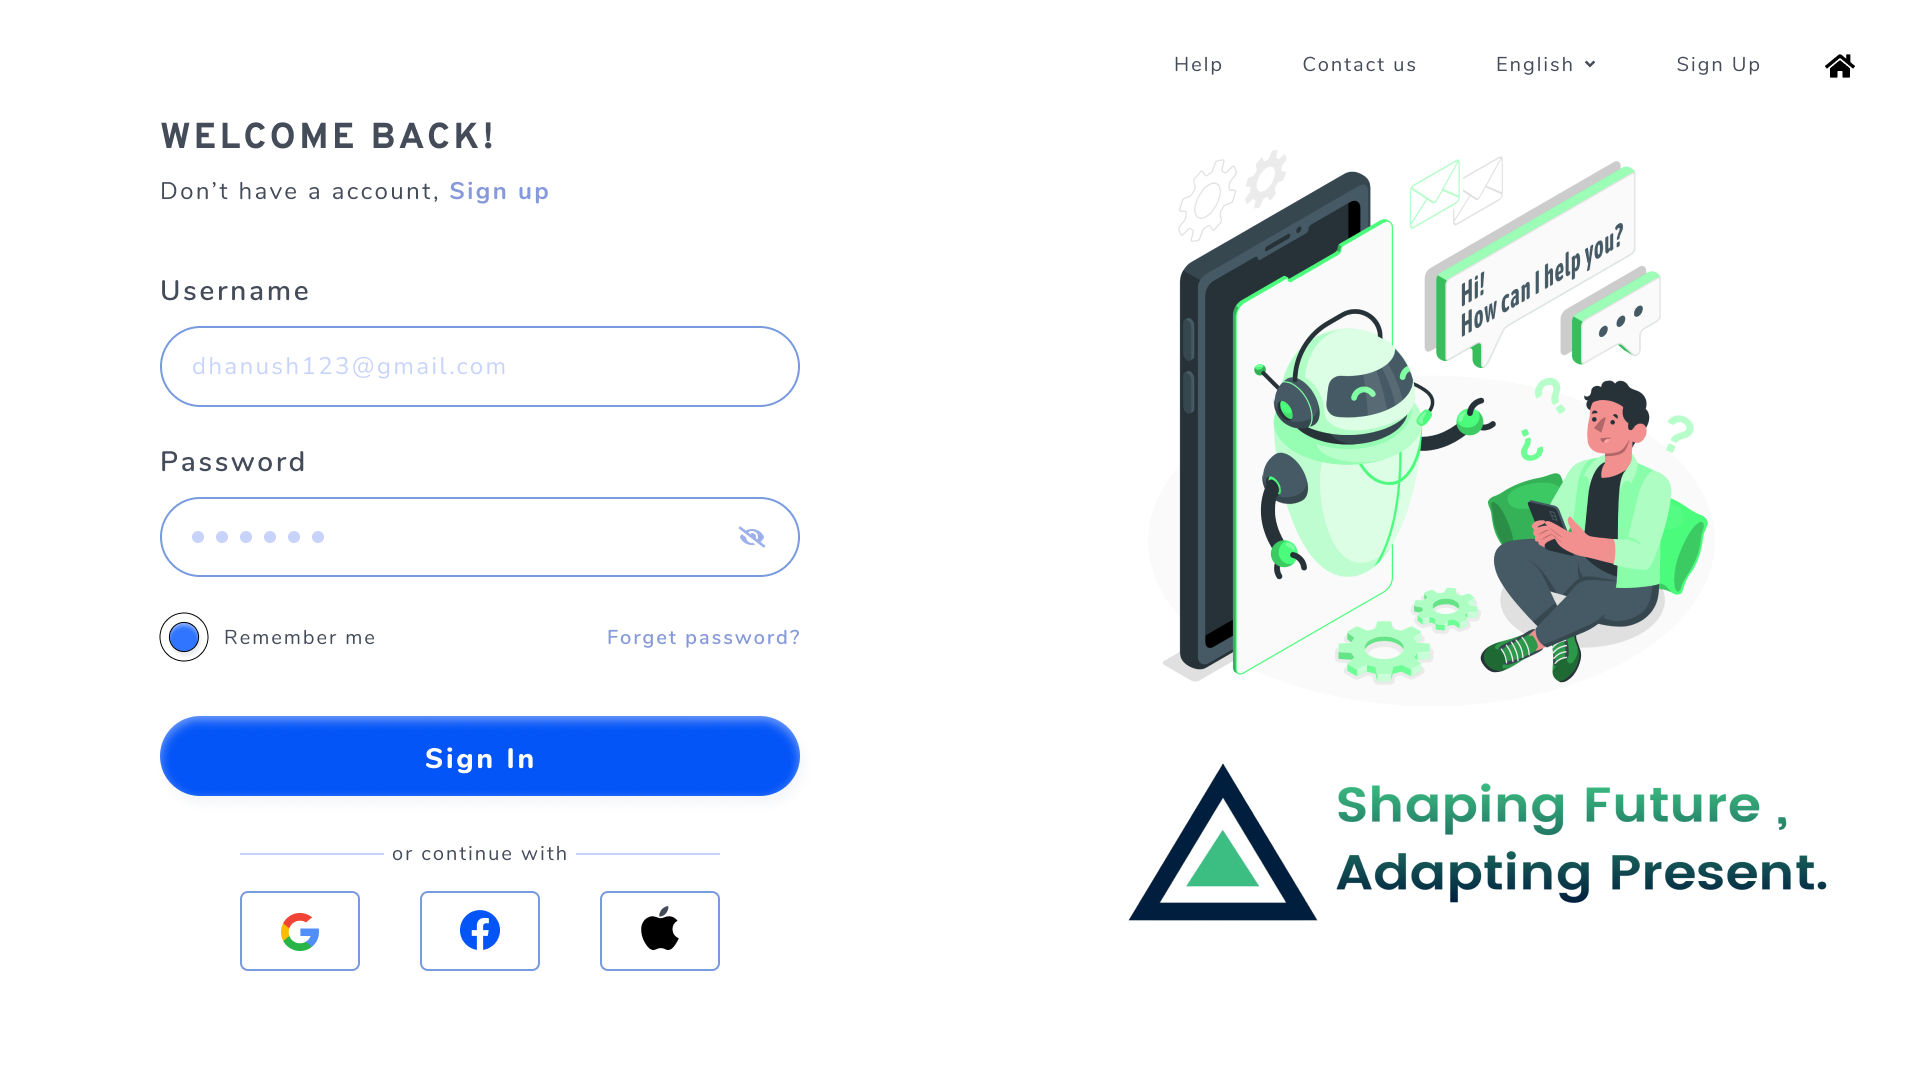 Help Contact us English Sign Up
WELCOME BACK!
Don’t have a account, Sign up
Username
dhanush123@gmail.com
Password
Remember me
Forget password?
Sign In
or continue with
Hi!
How can I help you?
Shaping Future ,
Adapting Present.